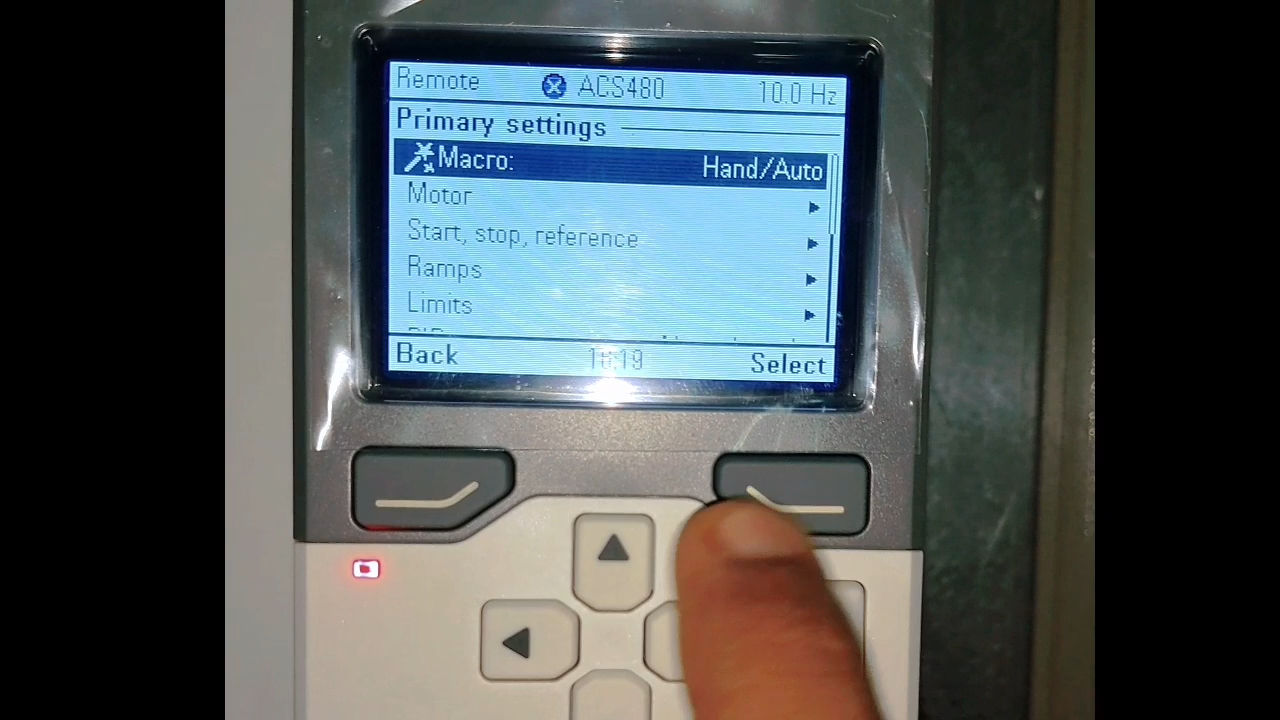 Remote ACS480 10.0 Hz
Primary settings
Macro: Hand/Auto
Motor
Start, stop, reference
Ramps
Limits
Back 16:19 Select